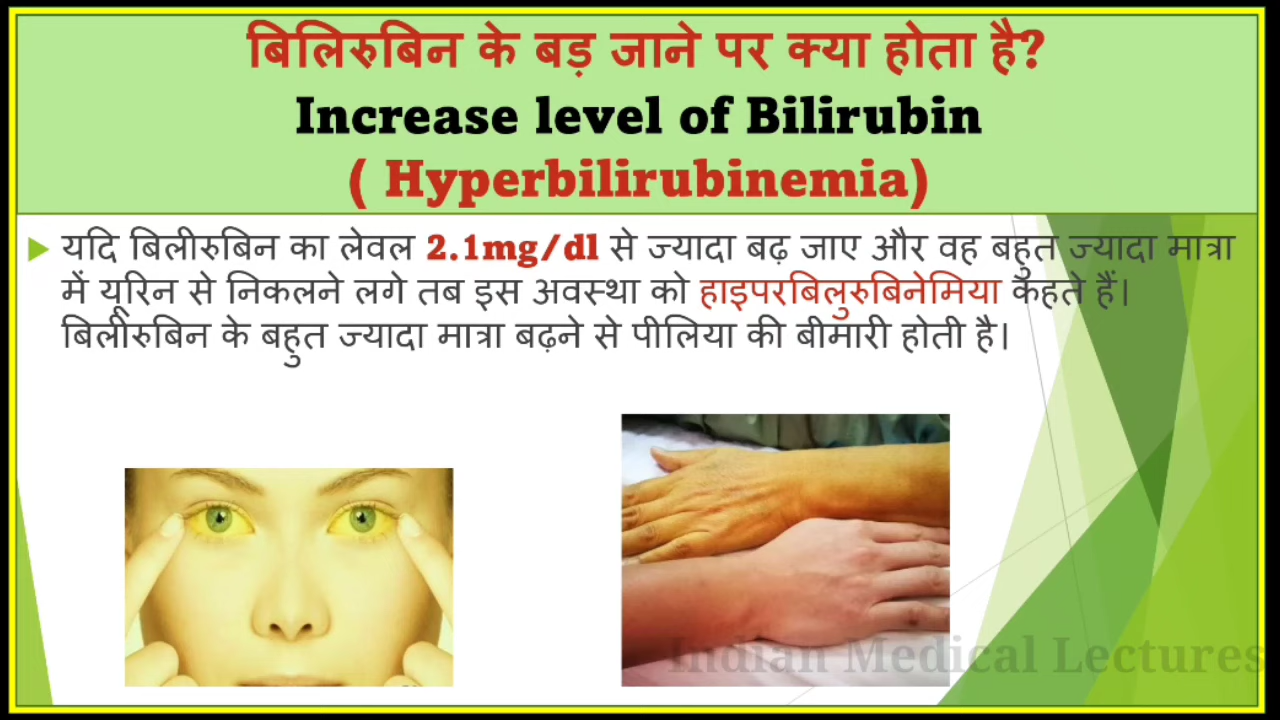 बिलिरुबिन के बड़ जाने पर क्या होता है?
Increase level of Bilirubin
( Hyperbilirubinemia)
यदि बिलीरुबिन का लेवल 2.1mg/dl से ज्यादा बढ़ जाए और वह बहुत ज्यादा मात्रा
में यूरिन से निकलने लगे तब इस अवस्था को हाइपरबिलुरुबिनेमिया कहते हैं।
बिलीरुबिन के बहुत ज्यादा मात्रा बढ़ने से पीलिया की बीमारी होती है।
Indian Medical Lectures